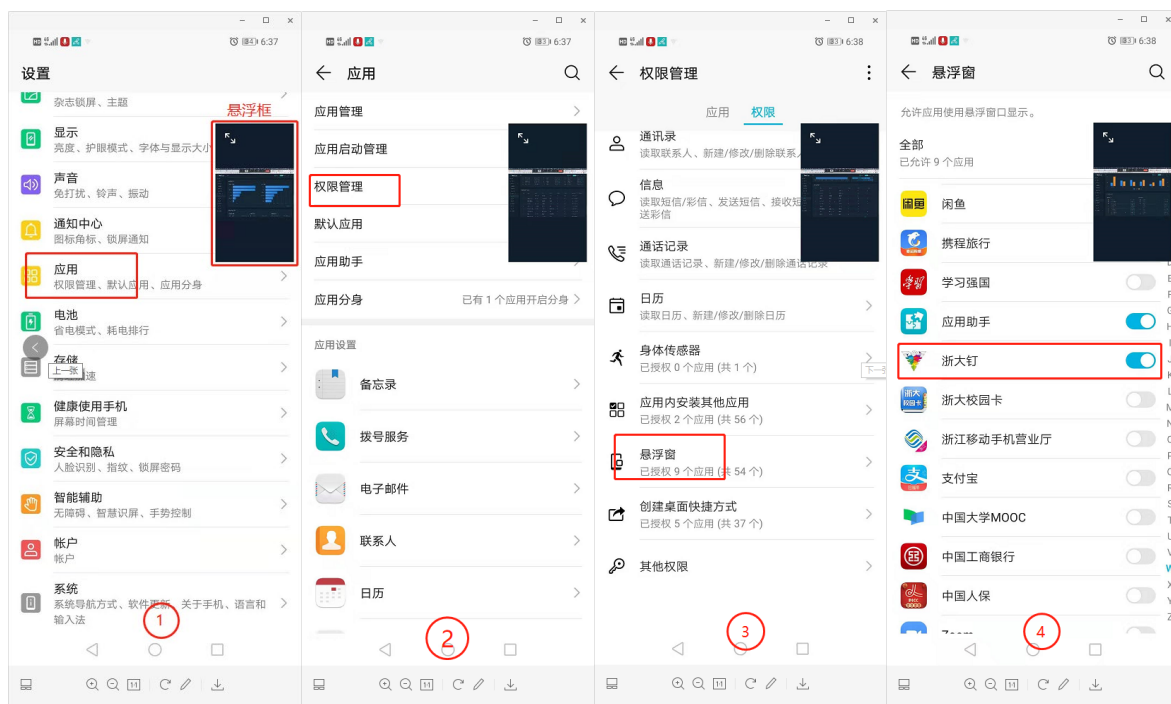 6:37
设置
杂志锁屏、主题
悬浮框
显示
亮度、护眼模式、字体与显示大小
声音
免打扰、铃声、振动
通知中心
图标角标、锁屏通知
应用
权限管理、默认应用、应用分身
电池
省电模式、耗电排行
存储
上一张
健康使用手机
屏幕时间管理
安全和隐私
人脸识别、指纹、锁屏密码
智能辅助
无障碍、智慧识屏、手势控制
帐户
帐户
系统
系统导航方式、软件更新、关于手机、语言和
输入法
1
1:1
6:37
应用
应用管理
应用启动管理
权限管理
默认应用
应用助手
应用分身 已有 1 个应用开启分身
应用设置
备忘录
拨号服务
电子邮件
联系人
日历
2
1:1
6:38
权限管理
应用 权限
通讯录
读取联系人、新建/修改/删除联系人
信息
读取短信/彩信、发送短信、接收短
送彩信
通话记录
读取通话记录、新建/修改/删除通话记录
日历
读取日历、新建/修改/删除日历
身体传感器
已授权 0 个应用 (共 1 个)
下一张
应用内安装其他应用
已授权 2 个应用 (共 56 个)
悬浮窗
已授权 9 个应用 (共 54 个)
创建桌面快捷方式
已授权 5 个应用 (共 37 个)
其他权限
3
1:1
6:38
悬浮窗
允许应用使用悬浮窗口显示。
全部
已允许 9 个应用
闲鱼
闲鱼
携程旅行
学习强国
应用助手
浙大钉
浙大校园卡
浙江移动手机营业厅
支付宝
中国大学MOOC
中国工商银行
中国人保
Zoom
4
1:1